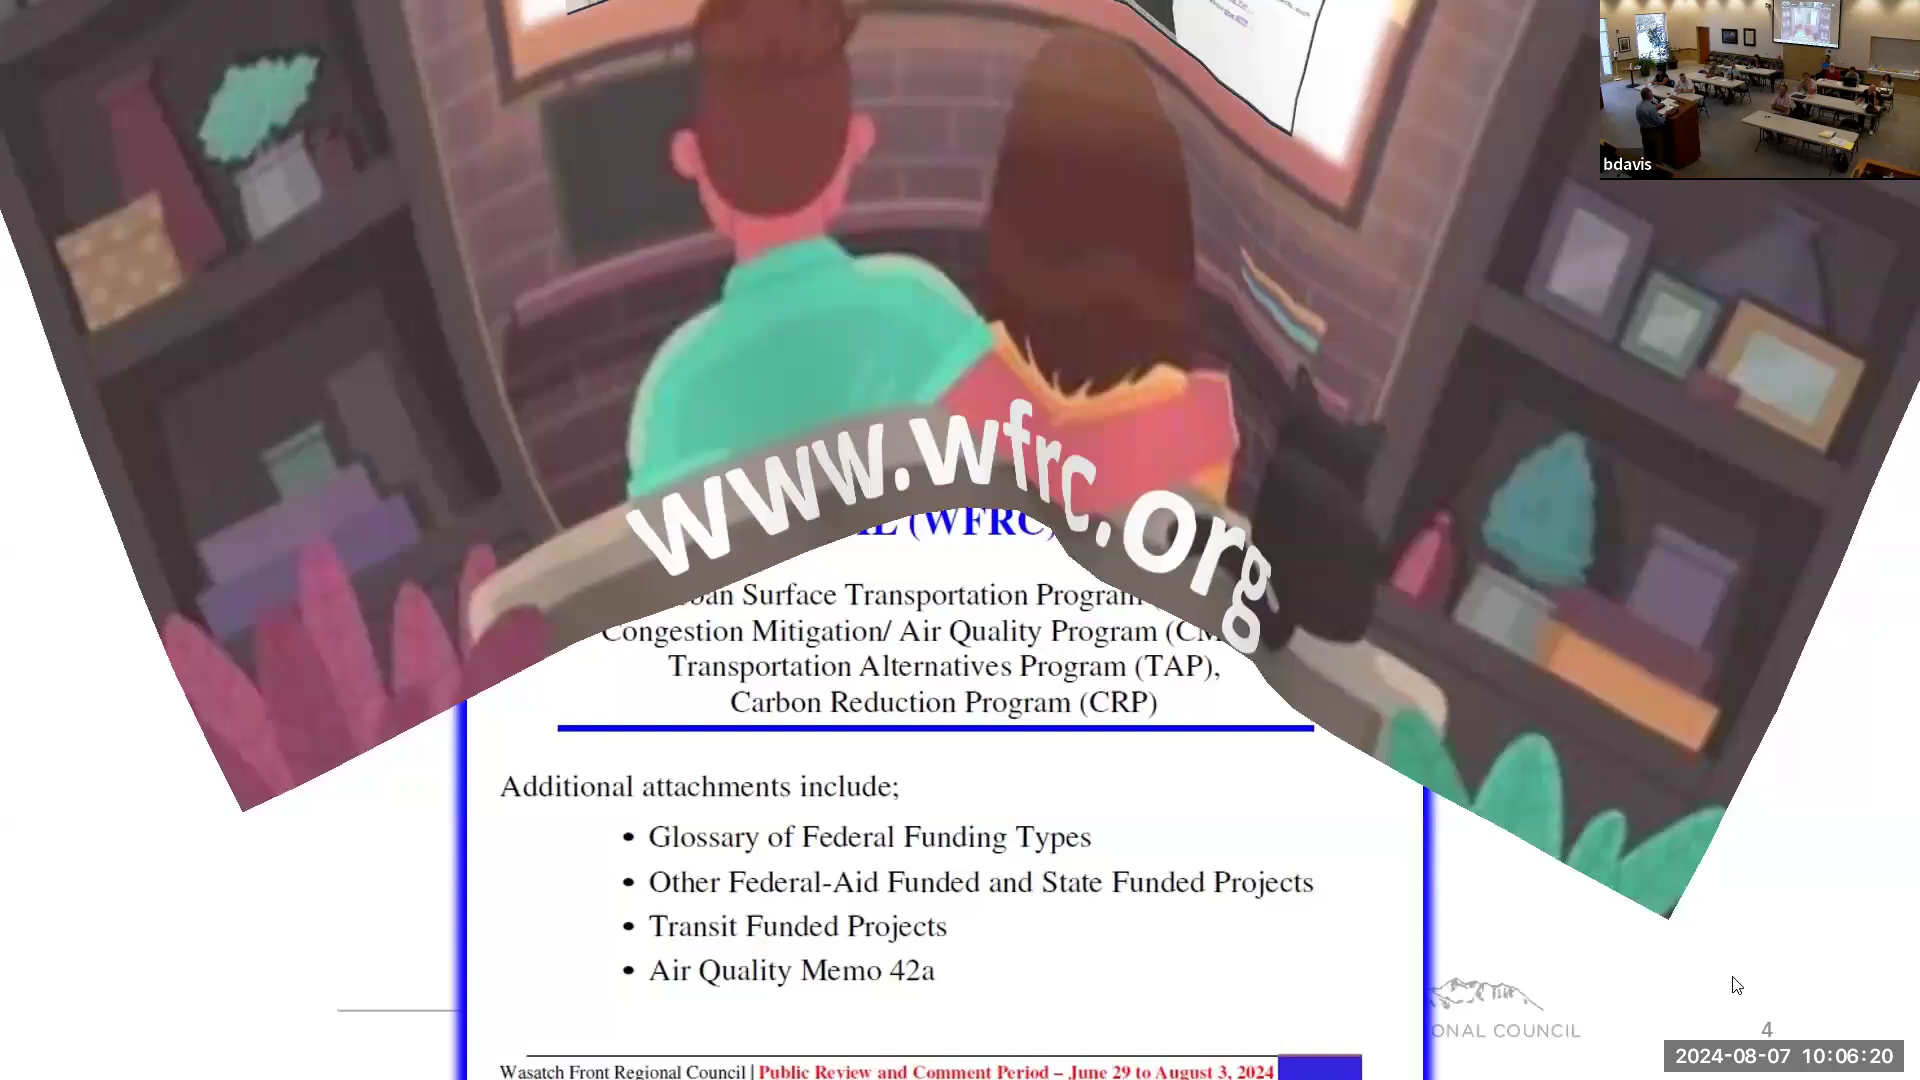 bdavis
www.wfrc.org
(WFRC)
an Surface Transportation Program
Congestion Mitigation/ Air Quality Program (CM
Transportation Alternatives Program (TAP),
Carbon Reduction Program (CRP)
Additional attachments include;
• Glossary of Federal Funding Types
• Other Federal-Aid Funded and State Funded Projects
• Transit Funded Projects
• Air Quality Memo 42a
ONAL COUNCIL
4
Wasatch Front Regional Council | Public Review and Comment Period – June 29 to August 3, 2024
2024-08-07 10:06:20